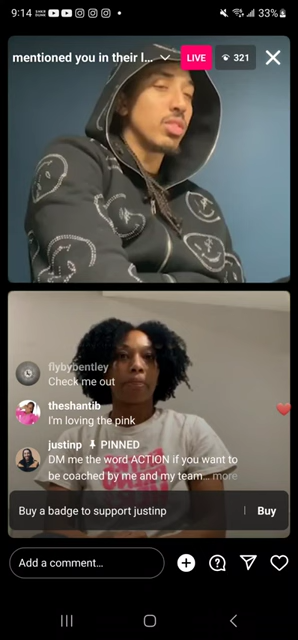 9:14
33%
mentioned you in their l...
LIVE
321
flybybentley
Check me out
theshantib
I'm loving the pink
justinp PINNED
DM me the word ACTION if you want to
be coached by me and my team... more
Buy a badge to support justinp
Buy
Add a comment...